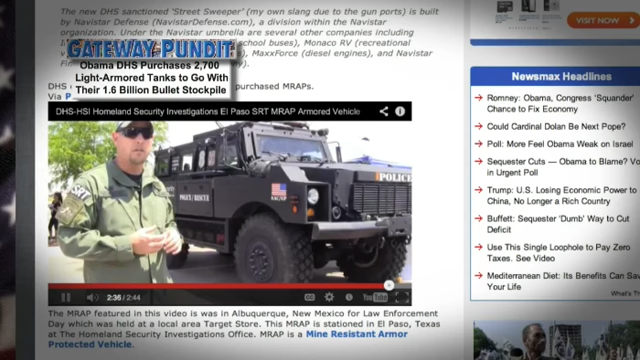 The new DHS sanctioned 'Street Sweeper' (my own slang due to the gun ports) is built
by Navistar Defense (NavistarDefense.com), a division within the Navistar
organization. Under the Navistar umbrella are several other companies including
school buses), Monaco RV (recreational
MaxxForce (diesel engines), and Navistar
GATEWAY PUNDIT
Obama DHS Purchases 2,700
Light-Armored Tanks to Go With
Their 1.6 Billion Bullet Stockpile
DHS
purchased MRAPs.
Via
DHS-HSI Homeland Security Investigations El Paso SRT MRAP Armored Vehicle
SRT
POLICE/RESCUE
POLICE
2:36 / 2:44
YouTube
The MRAP featured in this video is was in Albuquerque, New Mexico for Law Enforcement
Day which was held at a local area Target Store. This MRAP is stationed in El Paso, Texas
at The Homeland Security Investigations Office. MRAP is a Mine Resistant Armor
Protected Vehicle.
VIEW IT NOW
Newsmax Headlines
Romney: Obama, Congress 'Squander'
Chance to Fix Economy
Could Cardinal Dolan Be Next Pope?
Poll: More Feel Obama Weak on Israel
Sequester Cuts — Obama to Blame? Vo
in Urgent Poll
Trump: U.S. Losing Economic Power to
China, No Longer a Rich Country
Buffett: Sequester 'Dumb' Way to Cut
Deficit
Use This Single Loophole to Pay Zero
Taxes. See Video
Mediterranean Diet: Its Benefits Can Sav
Your Life
What's Th